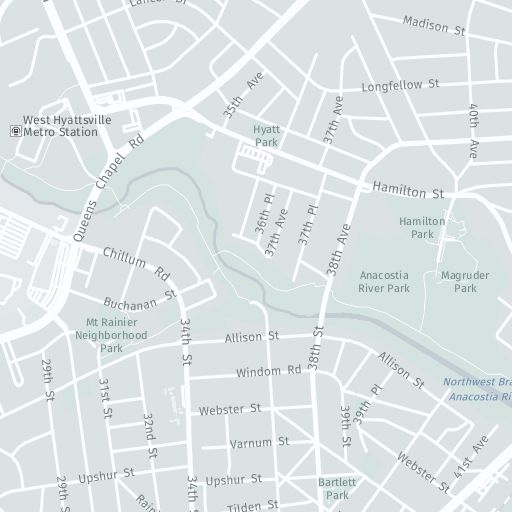 Madison St
Longfellow St
35th Ave
37th Ave
40th Ave
West Hyattsville
Metro Station
Hyatt
Park
Queens Chapel Rd
Hamilton St
36th Pl
37th Ave
37th Pl
38th Ave
Hamilton
Park
Chillum Rd
Anacostia
River Park
Magruder
Park
Buchanan St
Mt Rainier
Neighborhood
Park
34th St
Allison St
38th St
Allison St
29th St
31st St
Windom Rd
Northwest Bra
Anacostia Ri
39th Pl
32nd St
Webster St
39th St
Varnum St
41st Ave
Webster St
Upshur St
Upshur St
29th St
34th St
Bartlett
Park
Tilden St